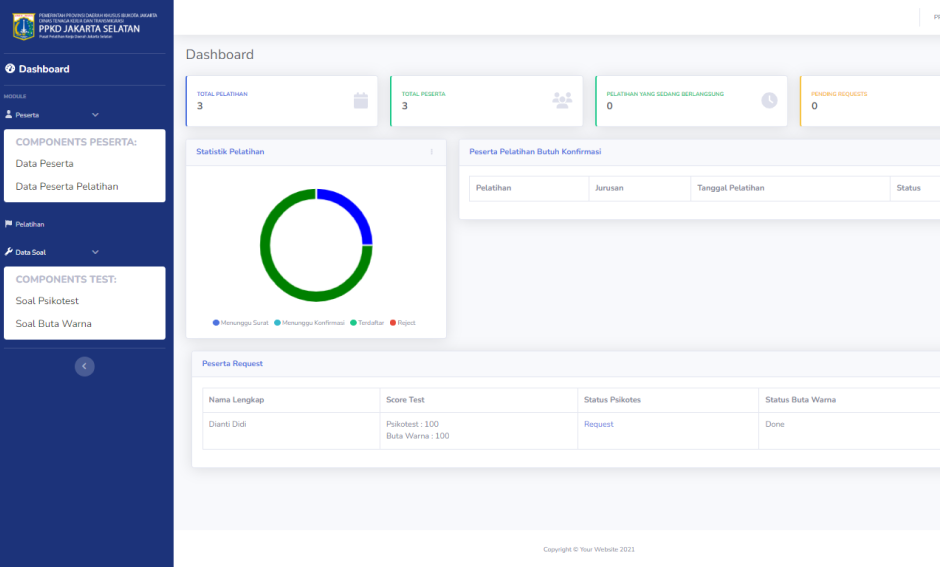 PEMERINTAH PROVINSI DAERAH KHUSUS IBUKOTA JAKARTA
DINAS TENAGA KERJA DAN TRANSMIGRASI
PPKD JAKARTA SELATAN
Pusat Pelatihan Kerja Daerah Jakarta Selatan
Dashboard
MODULE
Peserta
COMPONENTS PESERTA:
Data Peserta
Data Peserta Pelatihan
Pelatihan
Data Soal
COMPONENTS TEST:
Soal Psikotest
Soal Buta Warna
Dashboard
TOTAL PELATIHAN
3
TOTAL PESERTA
3
PELATIHAN YANG SEDANG BERLANGSUNG
0
PENDING REQUESTS
0
Statistik Pelatihan
Menunggu Surat Menunggu Konfirmasi Terdaftar Reject
Peserta Pelatihan Butuh Konfirmasi
Pelatihan Jurusan Tanggal Pelatihan Status
Peserta Request
Nama Lengkap Score Test Status Psikotes Status Buta Warna
Dianti Didi Psikotest : 100 Request Done
Buta Warna : 100
Copyright © Your Website 2021